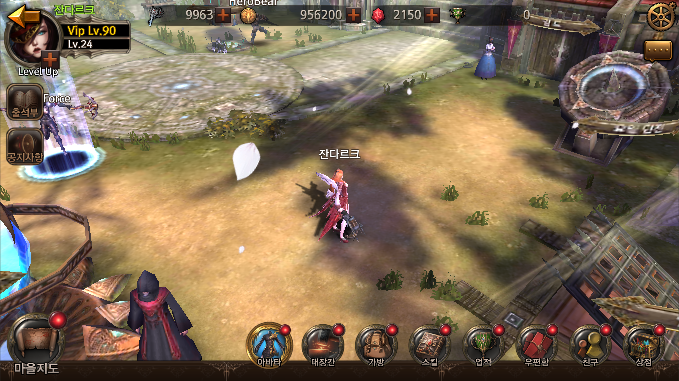 잔다르크
HeroBear
9963
956200
2150
0
Vip Lv.90
Lv.24
Level Up
Force
출석부
공지사항
잔다르크
마을지도
아바타
대장간
가방
스킬
업적
우편함
친구
상점